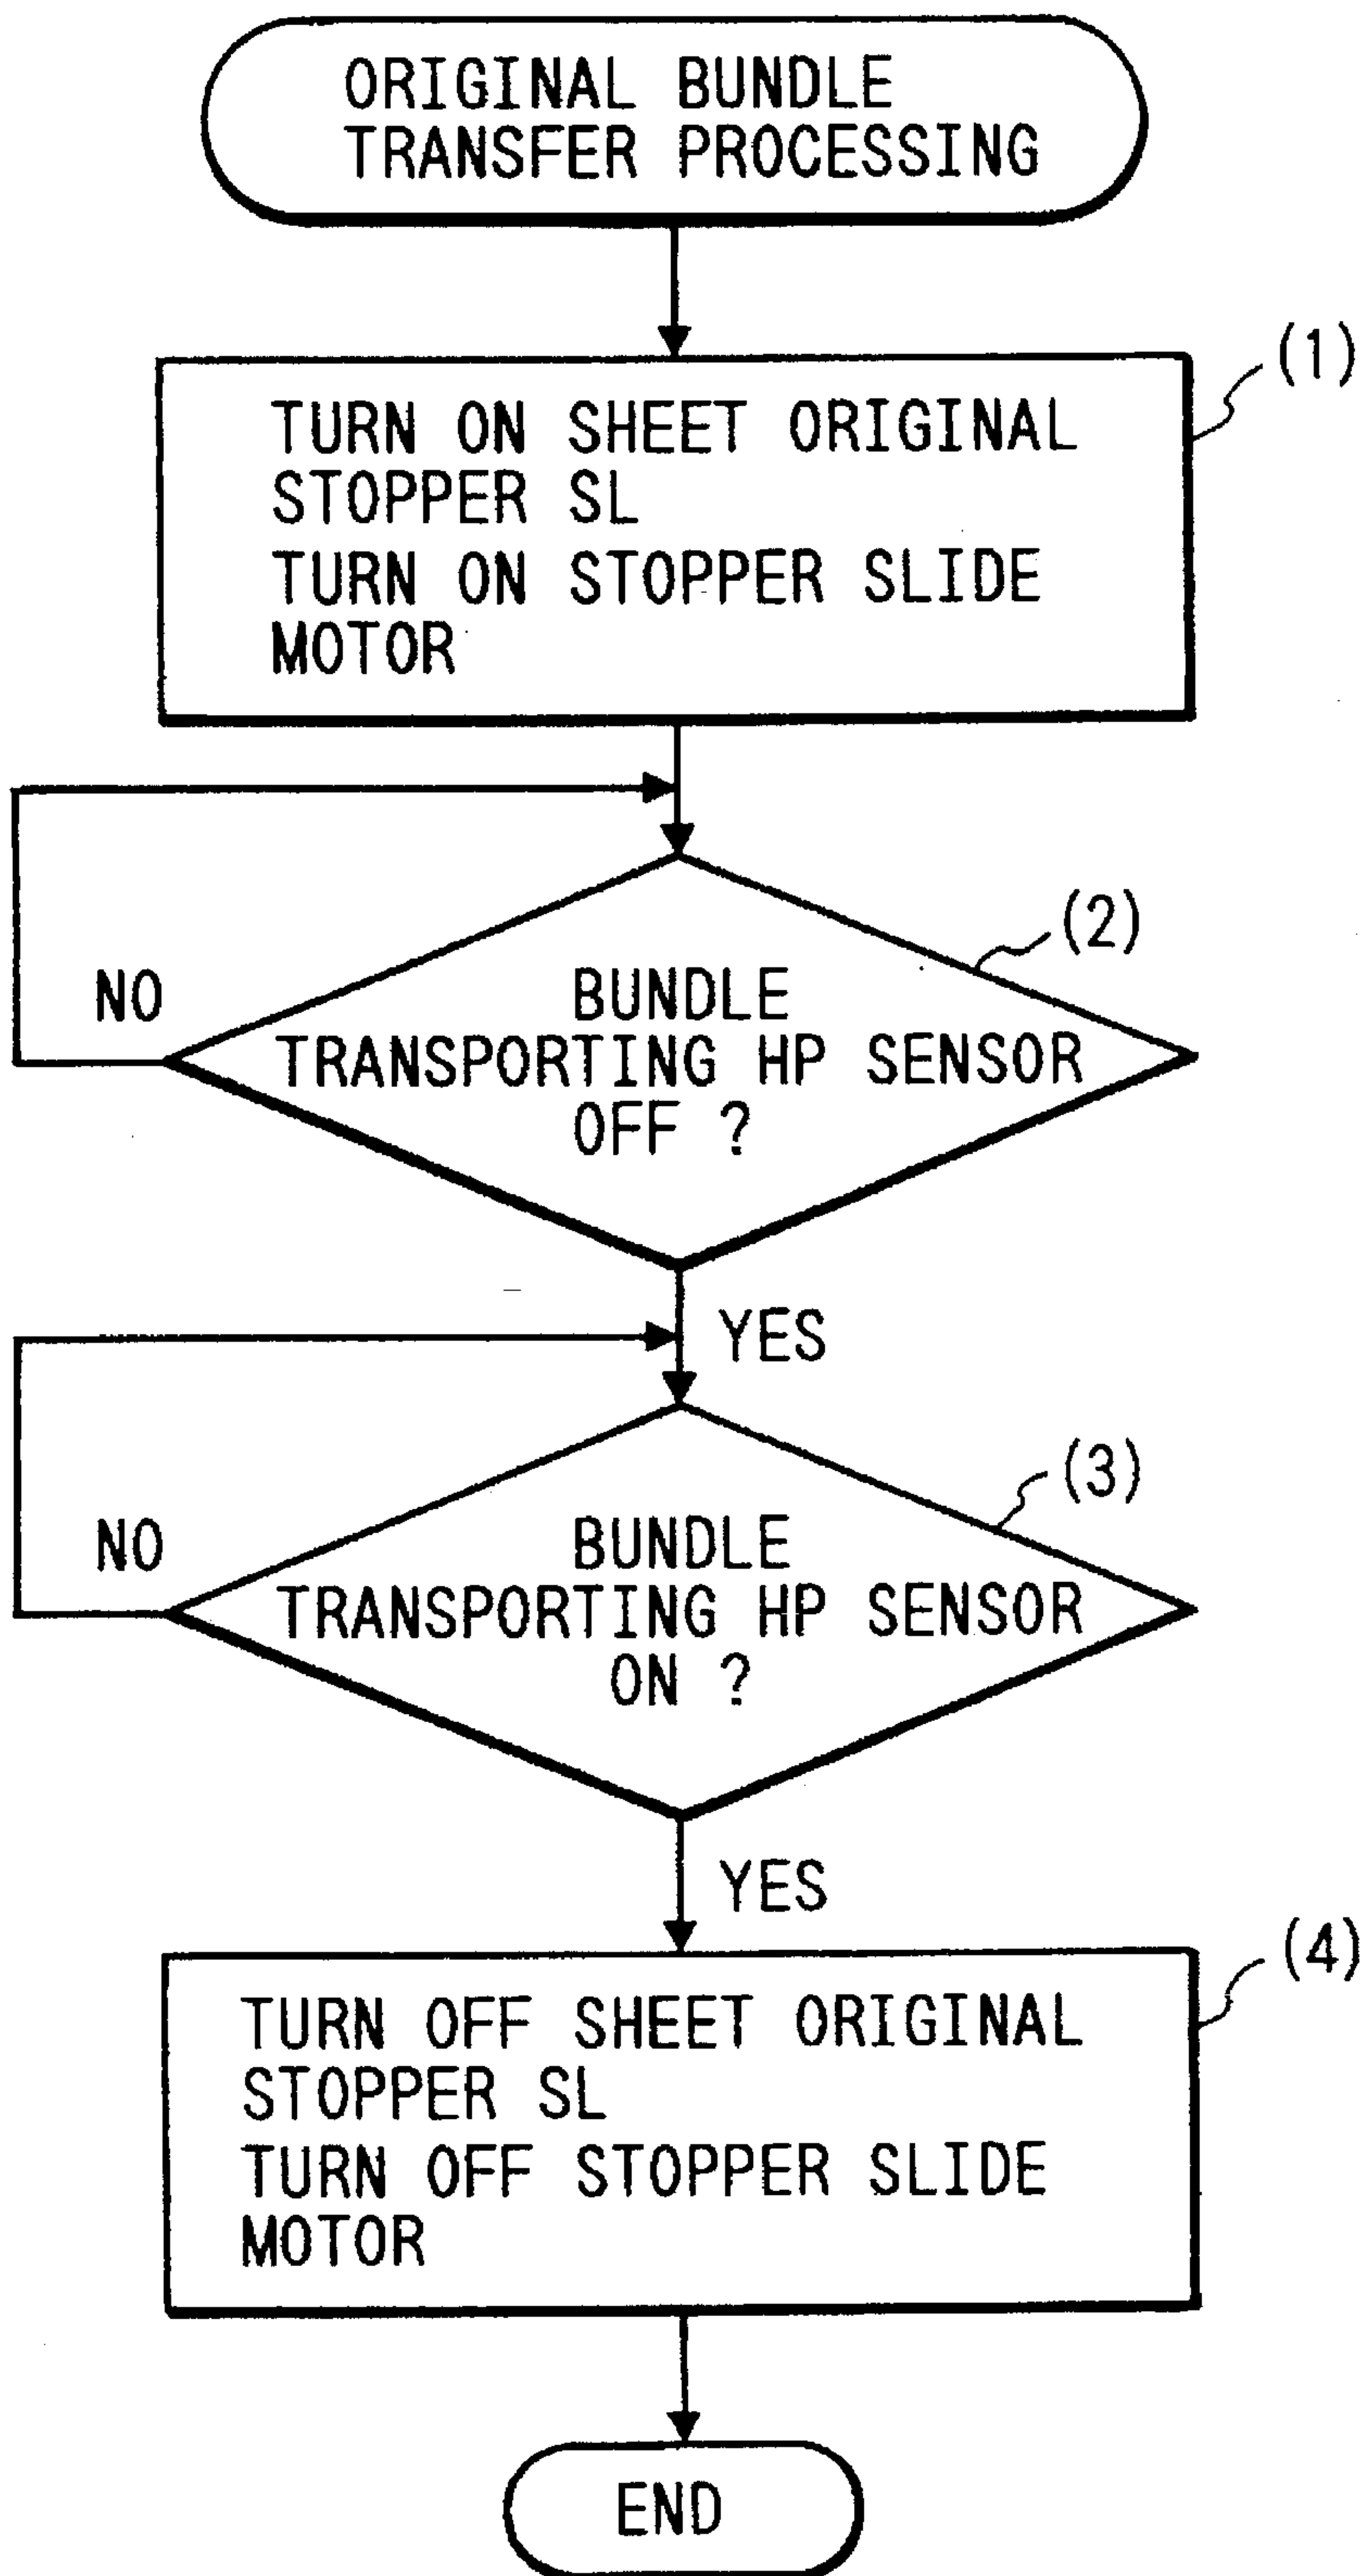 ORIGINAL BUNDLE
TRANSFER PROCESSING
(1)
TURN ON SHEET ORIGINAL
STOPPER SL
TURN ON STOPPER SLIDE
MOTOR
(2)
NO
BUNDLE
TRANSPORTING HP SENSOR
OFF ?
YES
(3)
NO
BUNDLE
TRANSPORTING HP SENSOR
ON ?
YES
(4)
TURN OFF SHEET ORIGINAL
STOPPER SL
TURN OFF STOPPER SLIDE
MOTOR
END